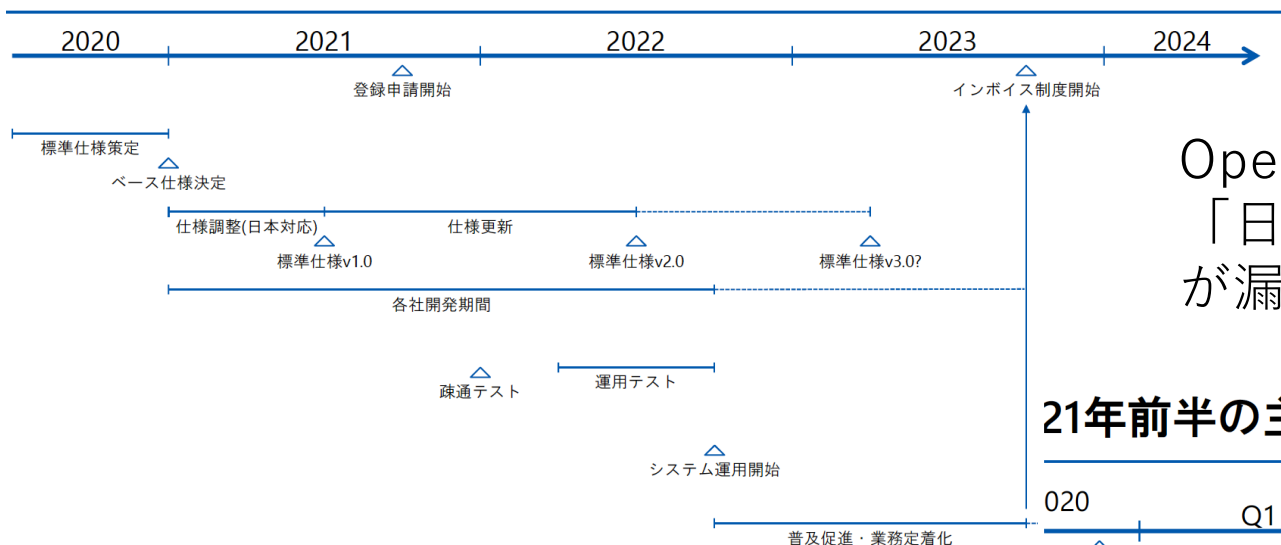 2020 2021 2022 2023 2024
登録申請開始 インボイス制度開始
標準仕様策定
ベース仕様決定
仕様調整(日本対応) 仕様更新
標準仕様v1.0 標準仕様v2.0 標準仕様v3.0?
各社開発期間
疎通テスト 運用テスト
システム運用開始
普及促進・業務定着化
Ope
「日
が漏
21年前半の主
020
Q1